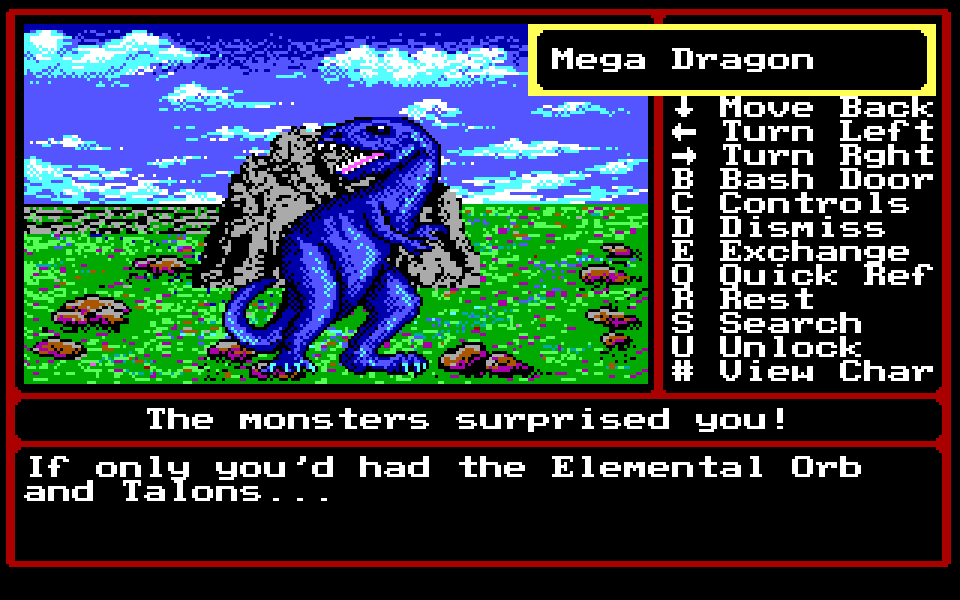 Mega Dragon
↓ Move Back
← Turn Left
→ Turn Rght
B Bash Door
C Controls
D Dismiss
E Exchange
Q Quick Ref
R Rest
S Search
U Unlock
# View Char
The monsters surprised you!
If only you'd had the Elemental Orb
and Talons...